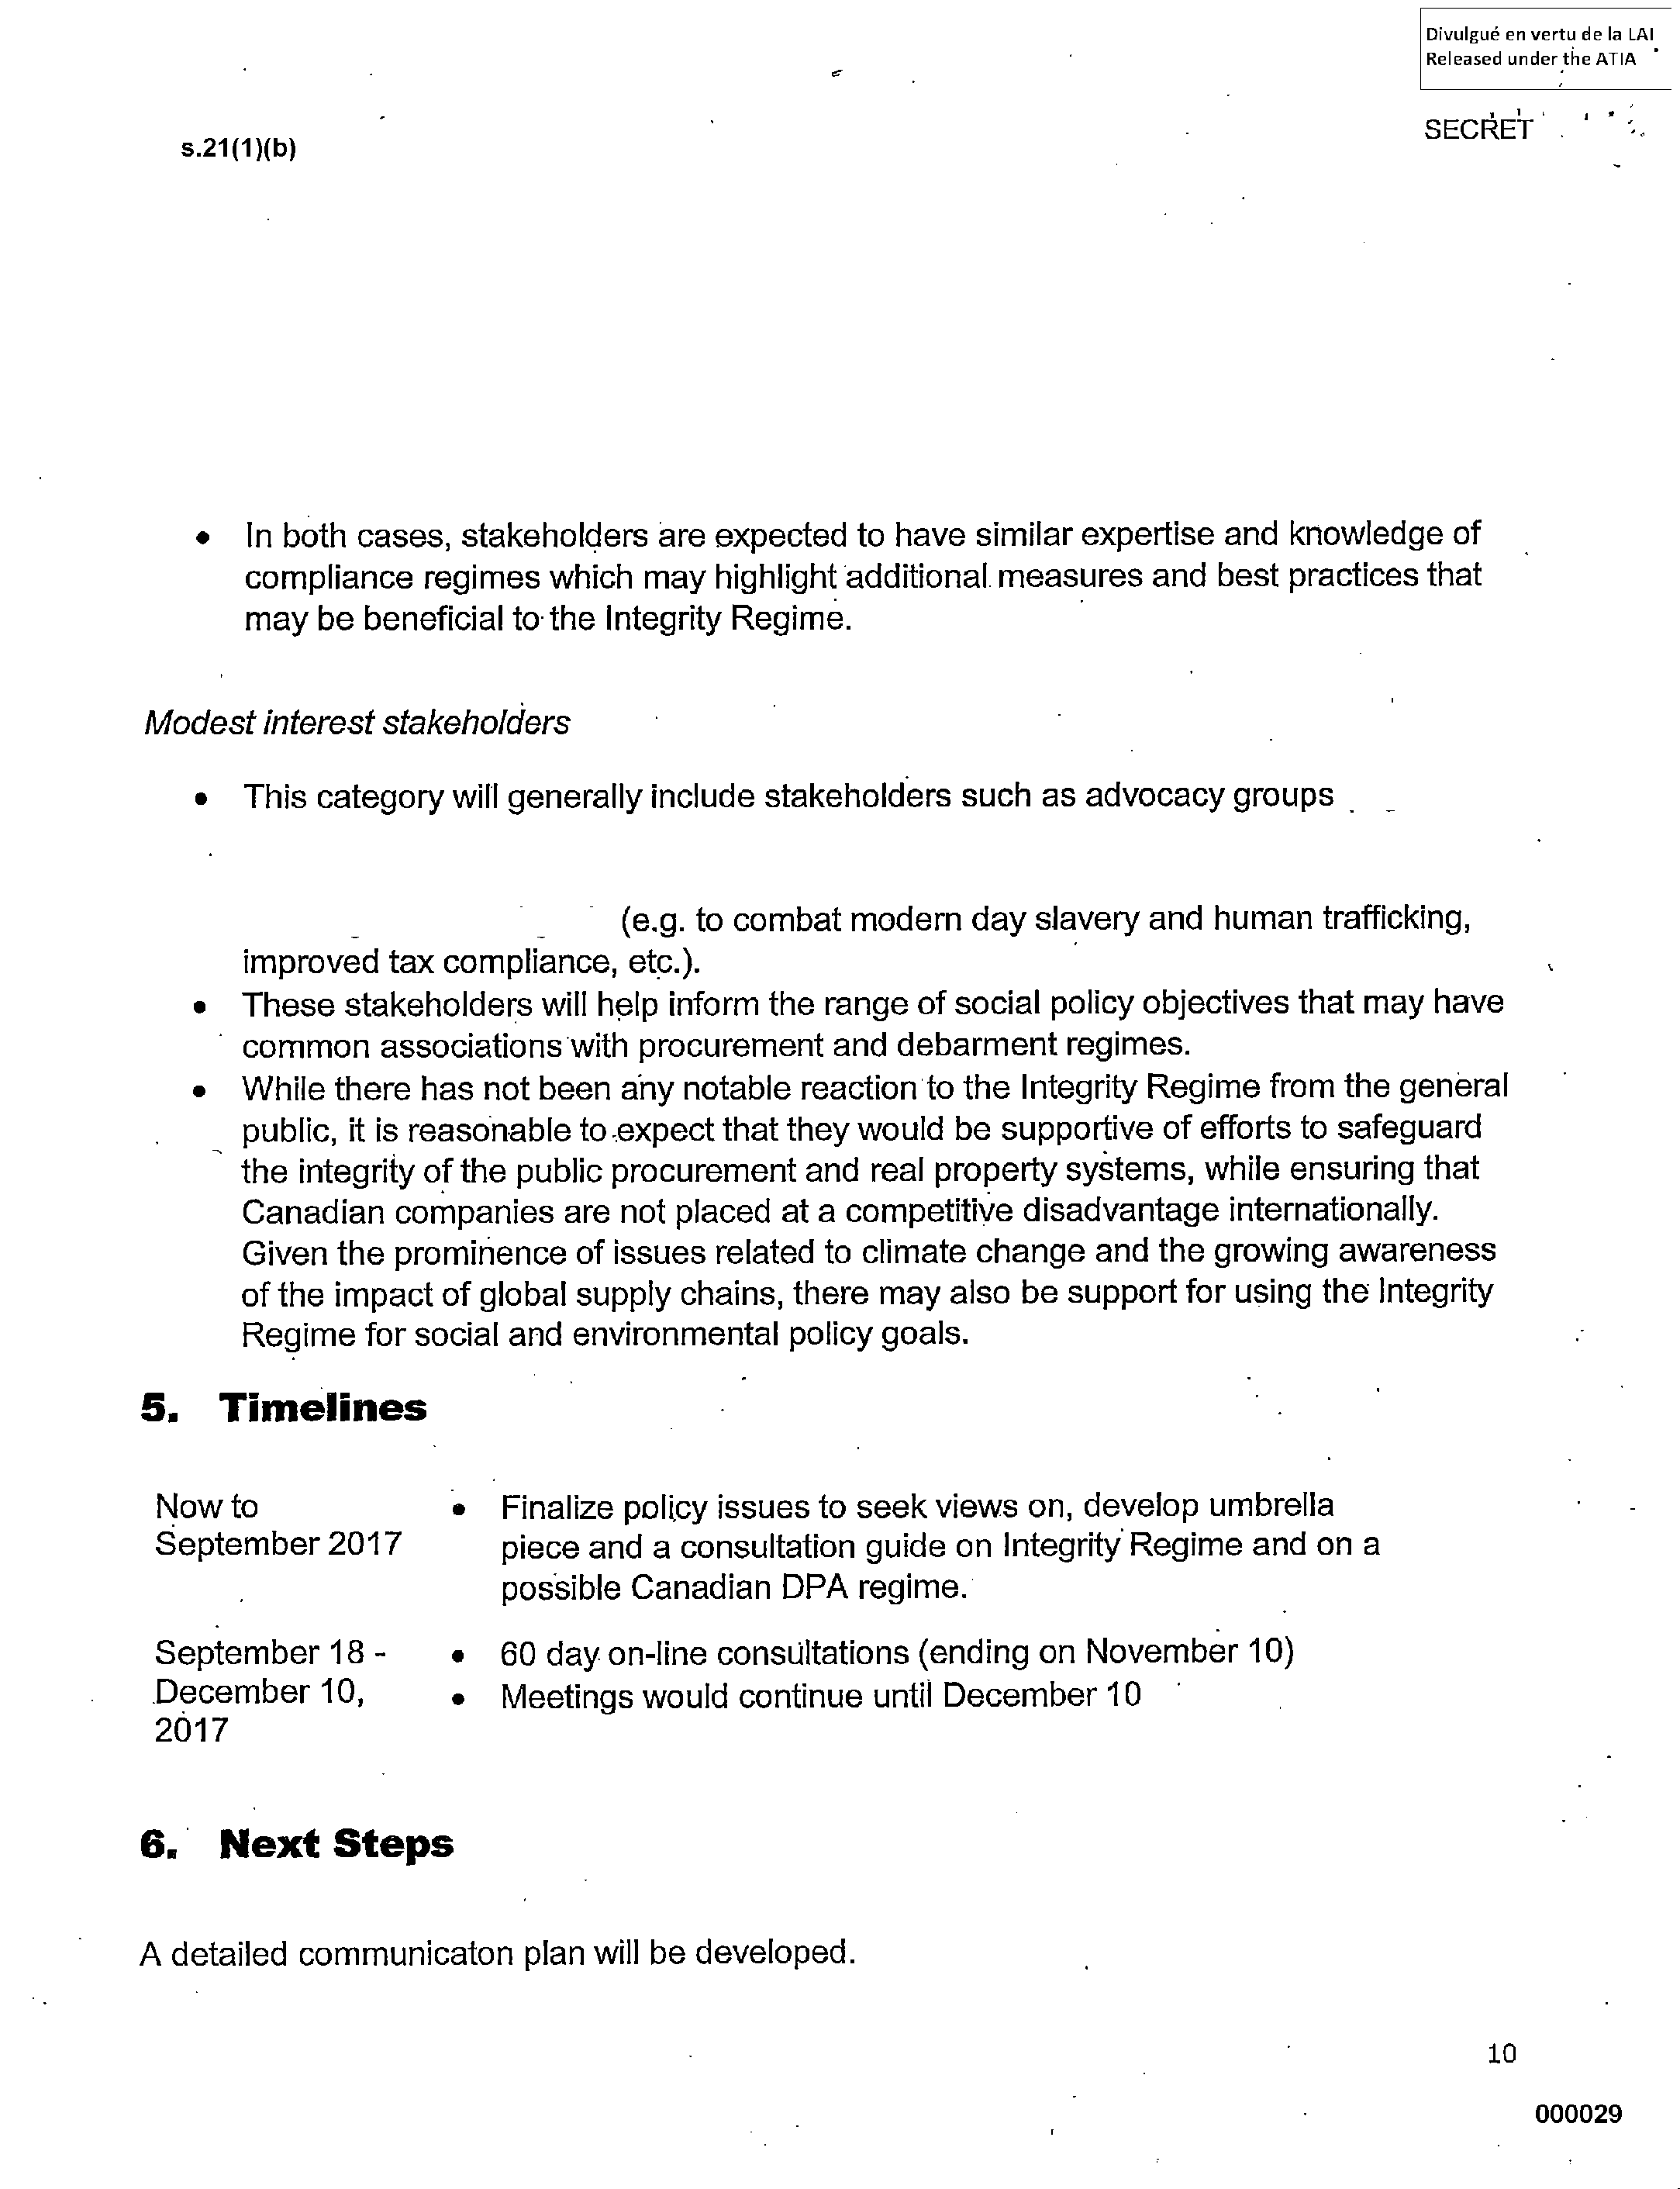 Divulgué en vertu de la LAI
Released under the ATIA
SECRET
s.21(1)(b)
• In both cases, stakeholders are expected to have similar expertise and knowledge of
compliance regimes which may highlight additional measures and best practices that
may be beneficial to the Integrity Regime.
Modest interest stakeholders
• This category will generally include stakeholders such as advocacy groups
(e.g. to combat modern day slavery and human trafficking,
improved tax compliance, etc.).
• These stakeholders will help inform the range of social policy objectives that may have
common associations with procurement and debarment regimes.
• While there has not been any notable reaction to the Integrity Regime from the general
public, it is reasonable to expect that they would be supportive of efforts to safeguard
the integrity of the public procurement and real property systems, while ensuring that
Canadian companies are not placed at a competitive disadvantage internationally.
Given the prominence of issues related to climate change and the growing awareness
of the impact of global supply chains, there may also be support for using the Integrity
Regime for social and environmental policy goals.
5. Timelines
Now to
September 2017
• Finalize policy issues to seek views on, develop umbrella
piece and a consultation guide on Integrity Regime and on a
possible Canadian DPA regime.
September 18 -
December 10,
2017
• 60 day on-line consultations (ending on November 10)
• Meetings would continue until December 10
6. Next Steps
A detailed communicaton plan will be developed.
10
000029